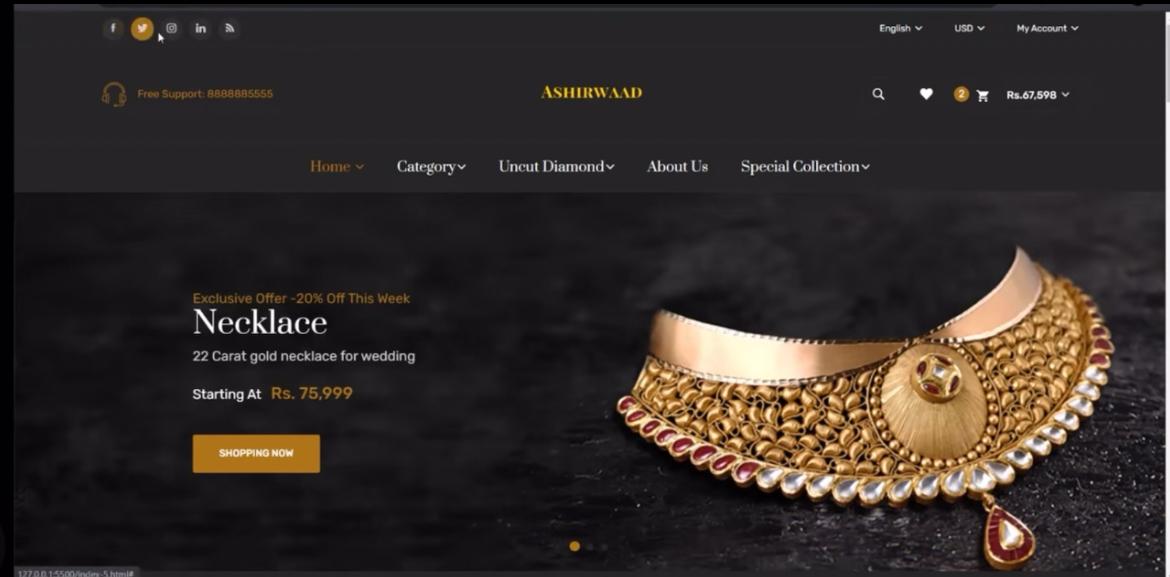 English
USD
My Account
Free Support: 8888885555
ASHIRWAAD
2
Rs.67,598
Home
Category
Uncut Diamond
About Us
Special Collection
Exclusive Offer -20% Off This Week
Necklace
22 Carat gold necklace for wedding
Starting At Rs. 75,999
SHOPPING NOW
127.0.0.1:5500/index-5.html#